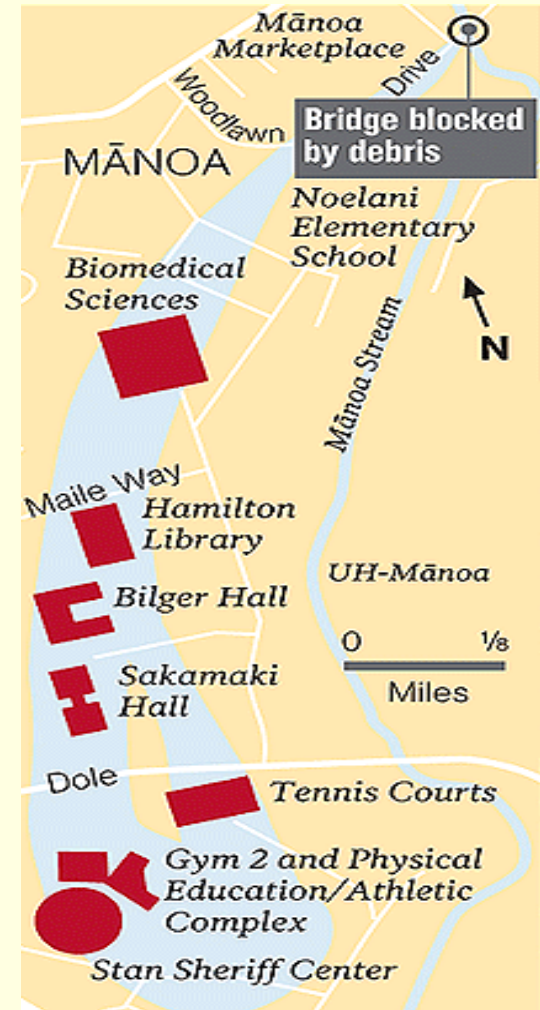 Mānoa
Marketplace
Woodlawn
Drive
Bridge blocked
by debris
MĀNOA
Noelani
Elementary
School
Biomedical
Sciences
N
Mānoa Stream
Maile Way
Hamilton
Library
UH-Mānoa
Bilger Hall
0 ⅛
Miles
Sakamaki
Hall
Dole
Tennis Courts
Gym 2 and Physical
Education/Athletic
Complex
Stan Sheriff Center